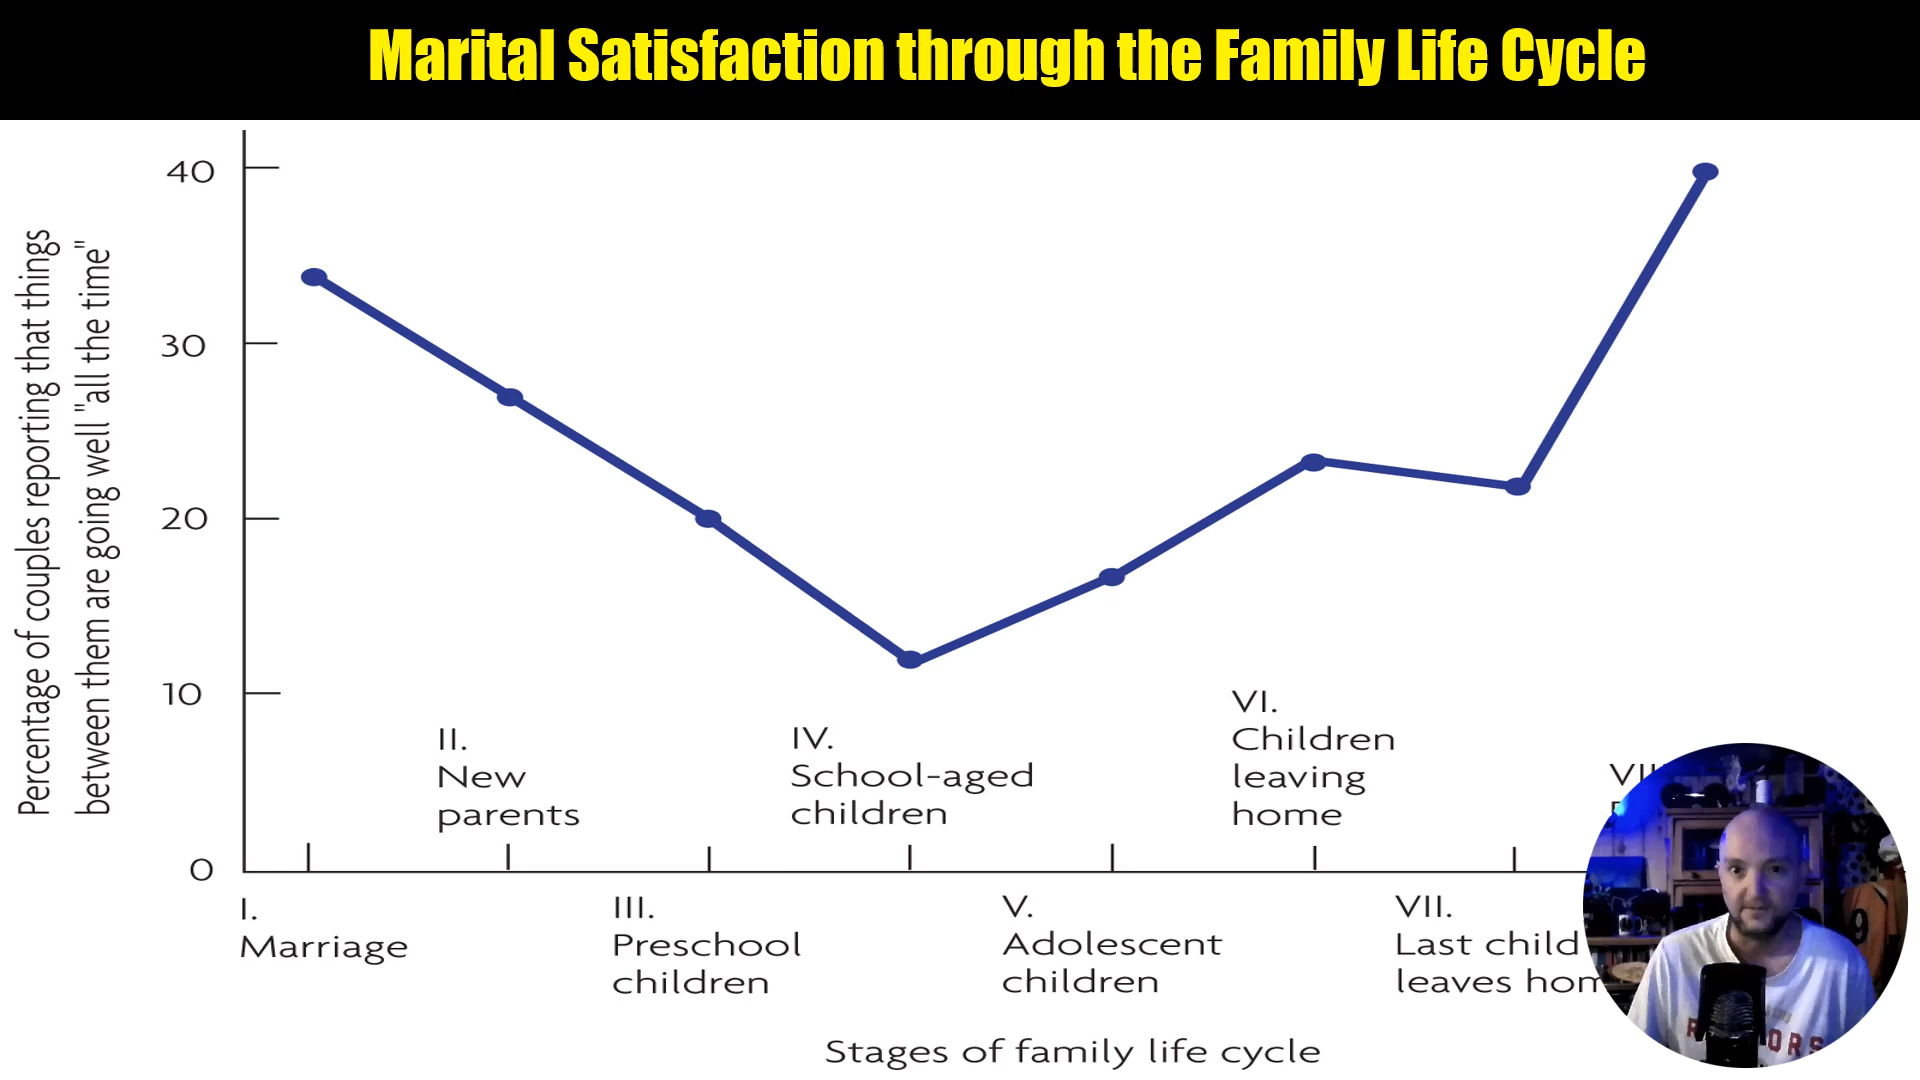 Marital Satisfaction through the Family Life Cycle
Percentage of couples reporting that things
between them are going well "all the time"
40
30
20
10
0
I.
Marriage
II.
New
parents
III.
Preschool
children
IV.
School-aged
children
V.
Adolescent
children
VI.
Children
leaving
home
VII.
Last child
leaves
Stages of family life cycle